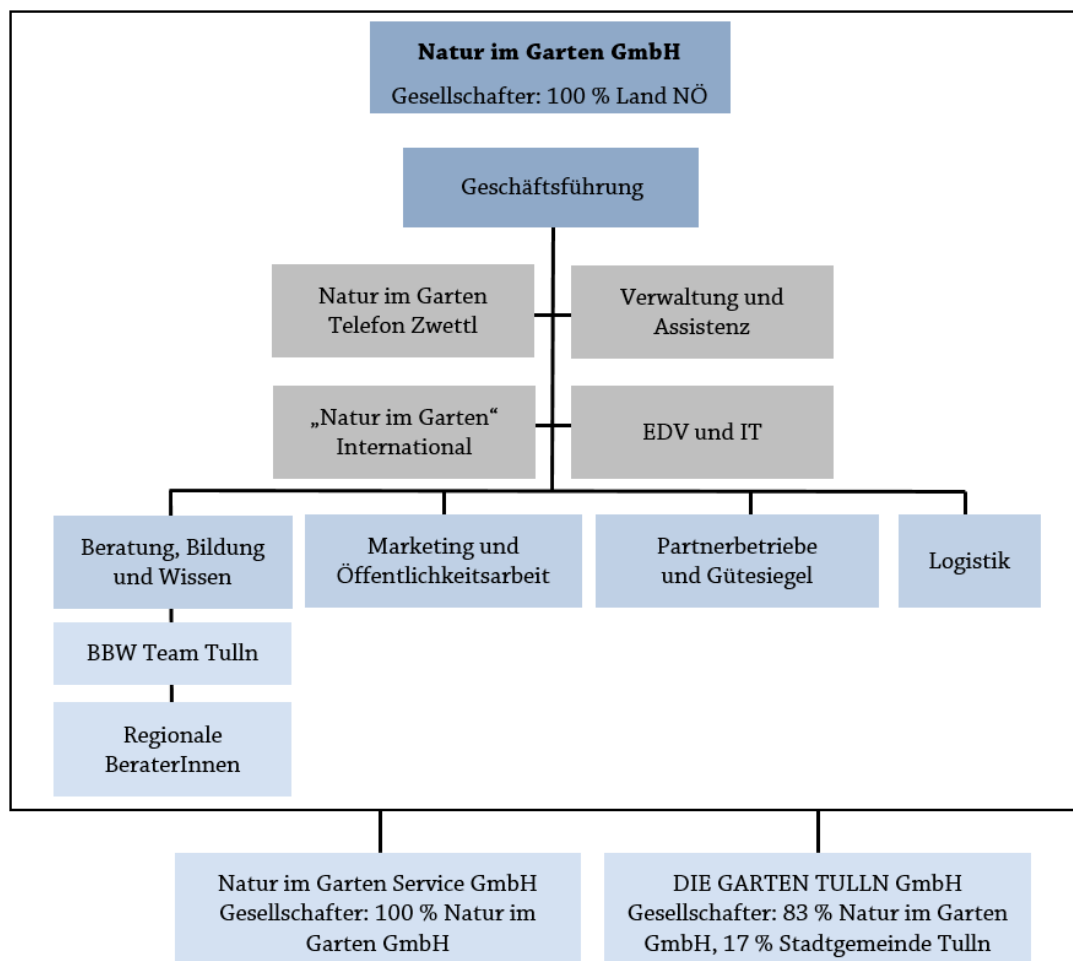 Natur im Garten GmbH
Gesellschafter: 100 % Land NÖ
Geschäftsführung
Natur im Garten
Telefon Zwettl
Verwaltung und
Assistenz
„Natur im Garten“
International
EDV und IT
Beratung, Bildung
und Wissen
Marketing und
Öffentlichkeitsarbeit
Partnerbetriebe
und Gütesiegel
Logistik
BBW Team Tulln
Regionale
BeraterInnen
Natur im Garten Service GmbH
Gesellschafter: 100 % Natur im
Garten GmbH
DIE GARTEN TULLN GmbH
Gesellschafter: 83 % Natur im Garten
GmbH, 17 % Stadtgemeinde Tulln